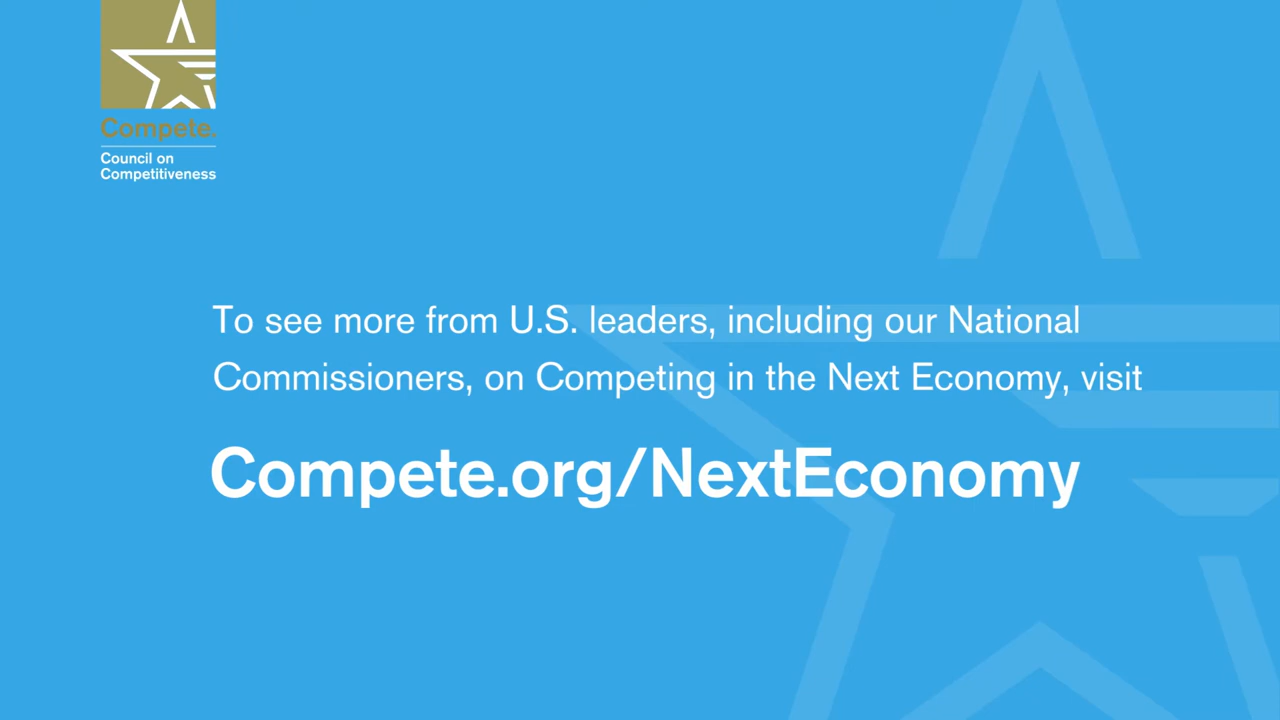 Compete.
Council on
Competitiveness
To see more from U.S. leaders, including our National
Commissioners, on Competing in the Next Economy, visit
Compete.org/NextEconomy